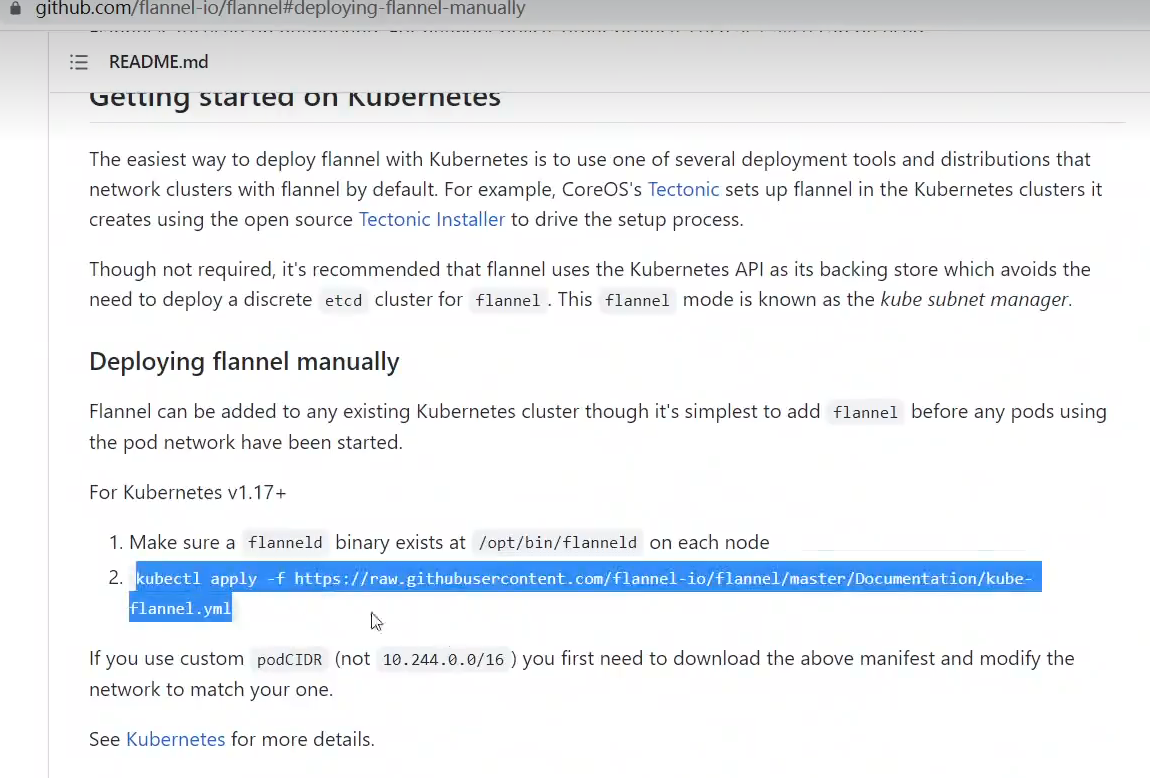 github.com/flannel-io/flannel#deploying-flannel-manually
README.md
Getting started on Kubernetes
The easiest way to deploy flannel with Kubernetes is to use one of several deployment tools and distributions that
network clusters with flannel by default. For example, CoreOS's Tectonic sets up flannel in the Kubernetes clusters it
creates using the open source Tectonic Installer to drive the setup process.
Though not required, it's recommended that flannel uses the Kubernetes API as its backing store which avoids the
need to deploy a discrete etcd cluster for flannel . This flannel mode is known as the kube subnet manager.
Deploying flannel manually
Flannel can be added to any existing Kubernetes cluster though it's simplest to add flannel before any pods using
the pod network have been started.
For Kubernetes v1.17+
1. Make sure a flanneld binary exists at /opt/bin/flanneld on each node
2. kubectl apply -f https://raw.githubusercontent.com/flannel-io/flannel/master/Documentation/kube-
flannel.yml
If you use custom podCIDR (not 10.244.0.0/16 ) you first need to download the above manifest and modify the
network to match your one.
See Kubernetes for more details.